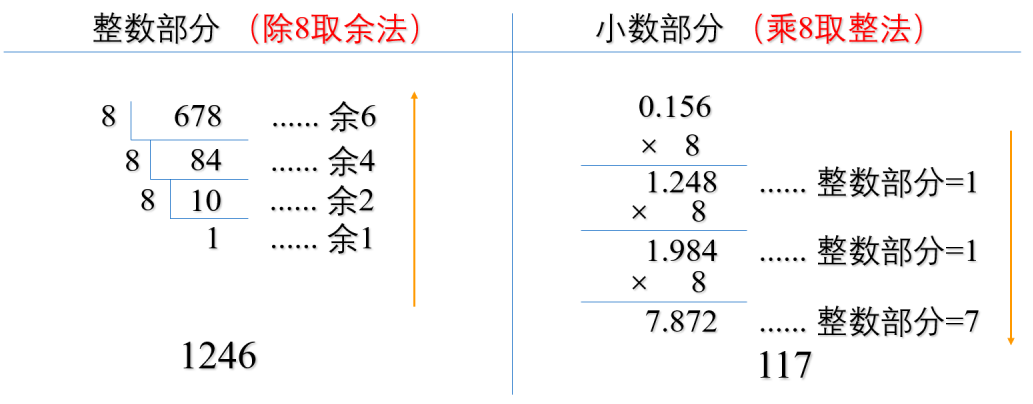 整数部分 （除8取余法）
8 678 ...... 余6
8 84 ...... 余4
8 10 ...... 余2
1 ...... 余1
1246
小数部分 （乘8取整法）
0.156
× 8
1.248 ...... 整数部分=1
× 8
1.984 ...... 整数部分=1
× 8
7.872 ...... 整数部分=7
117